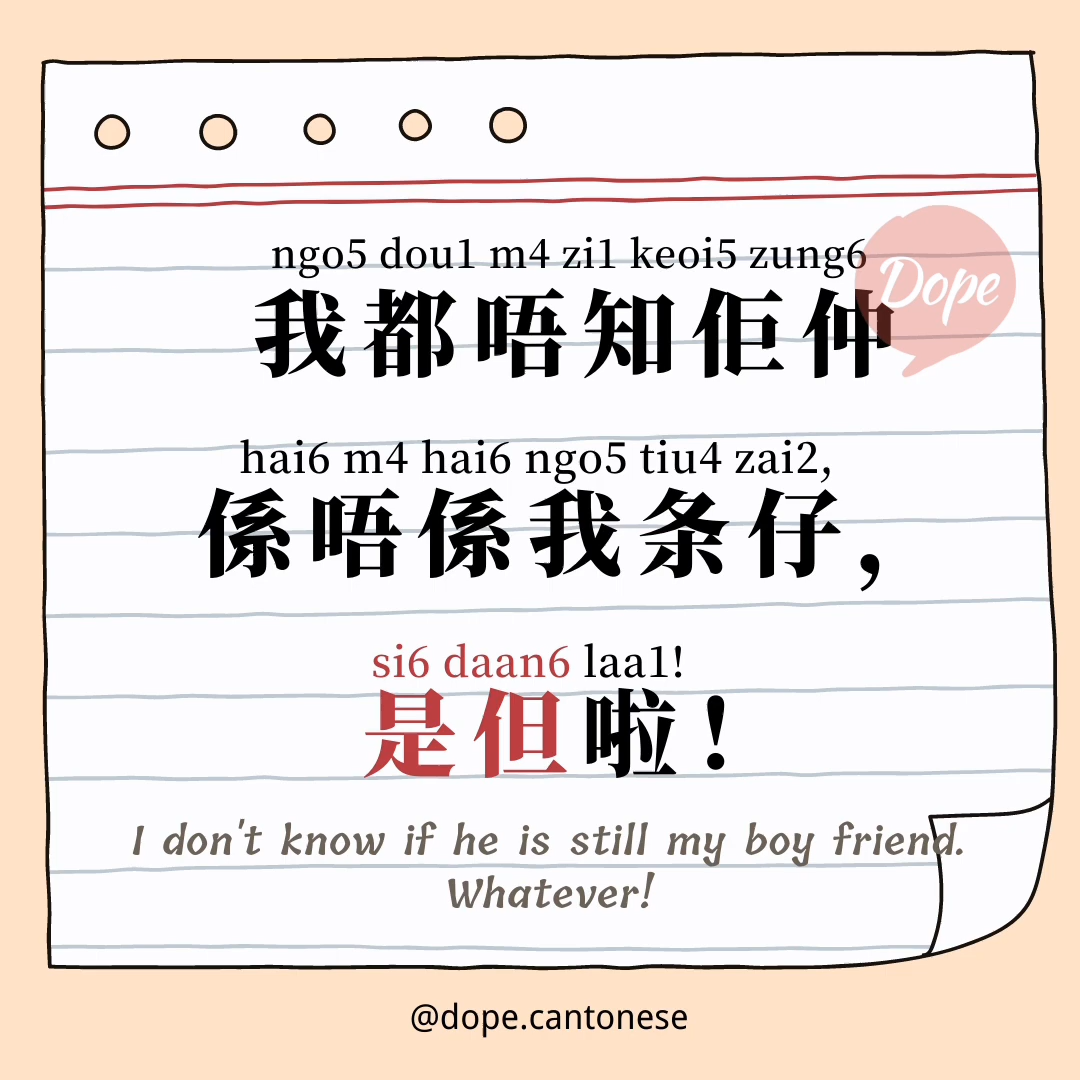 ngo5 dou1 m4 zi1 keoi5 zung6
Dope
我都唔知佢仲
hai6 m4 hai6 ngo5 tiu4 zai2,
係唔係我条仔，
si6 daan6 laa1!
是但啦！
I don't know if he is still my boy friend.
Whatever!
@dope.cantonese